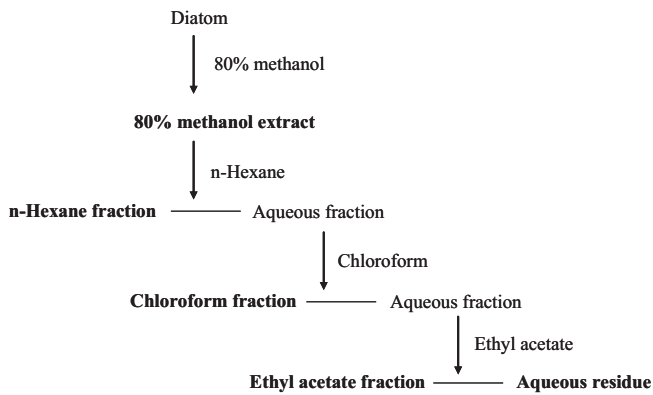 Diatom
80% methanol
80% methanol extract
n-Hexane
n-Hexane fraction Aqueous fraction
Chloroform
Chloroform fraction Aqueous fraction
Ethyl acetate
Ethyl acetate fraction Aqueous residue